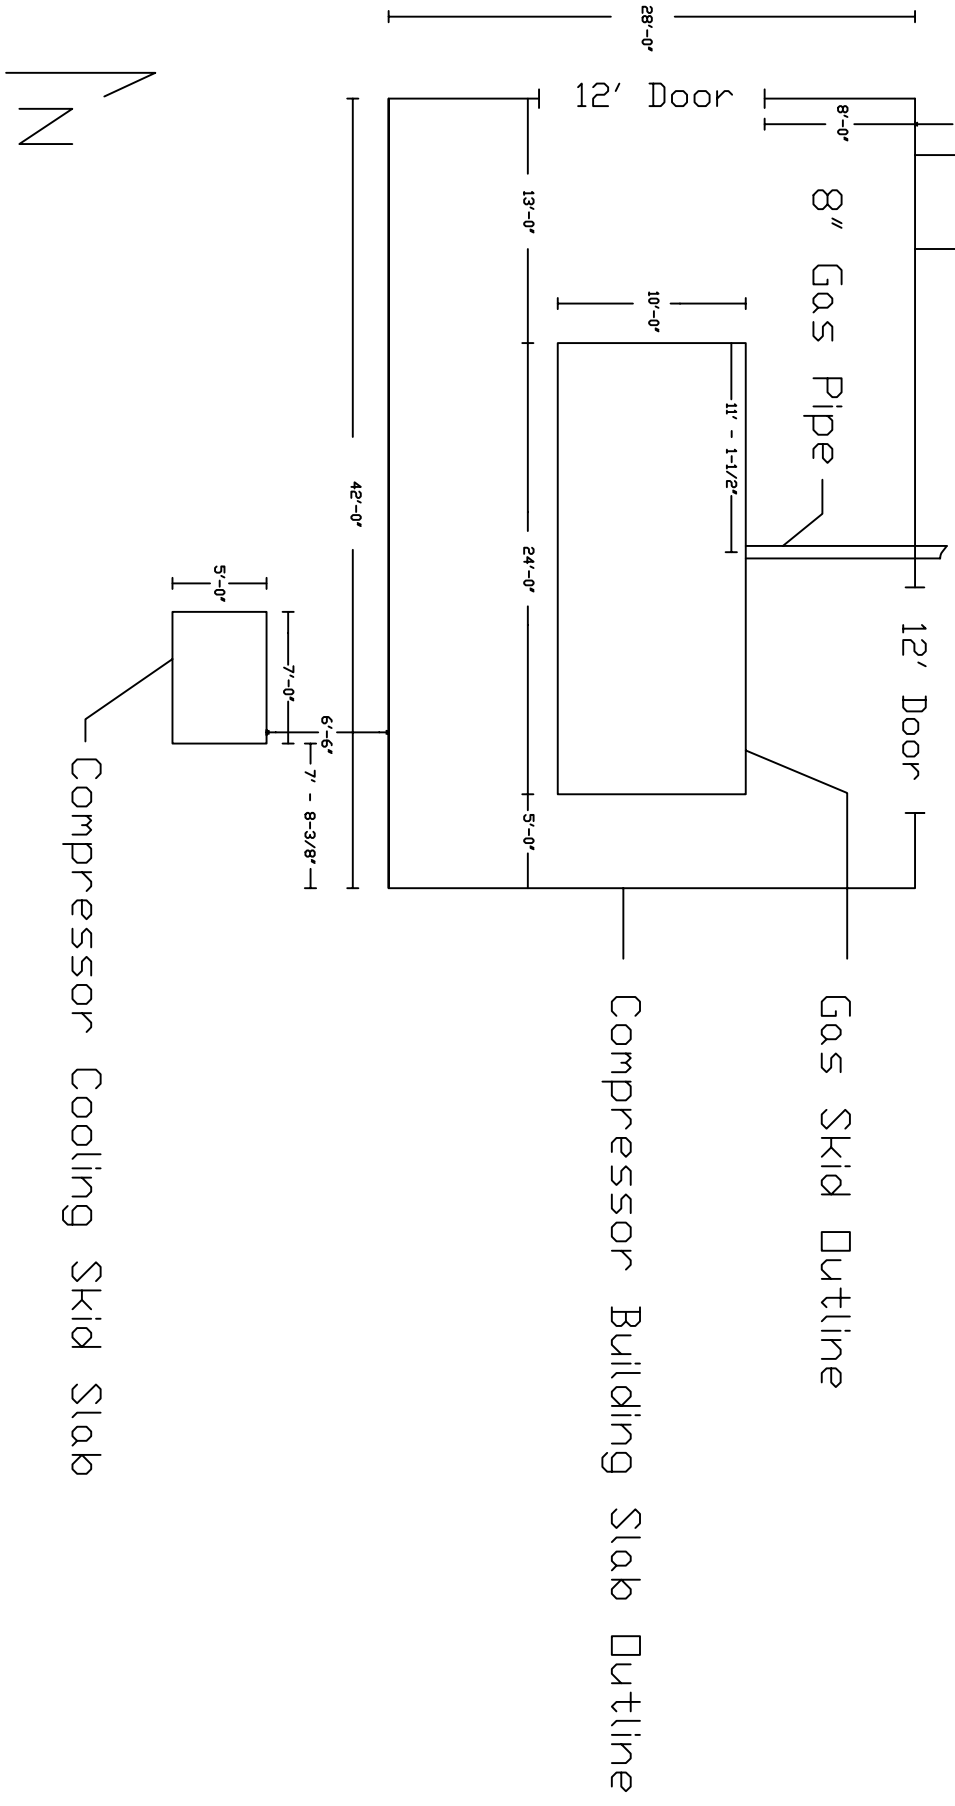 28'-0"
12' Door
8'-0"
8" Gas Pipe
13'-0"
10'-0"
11' - 1-1/2"
42'-0"
24'-0"
12' Door
5'-0"
7'-0"
6'-6"
7' - 8-3/8"
5'-0"
N
Gas Skid Outline
Compressor Building Slab Outline
Compressor Cooling Skid Slab